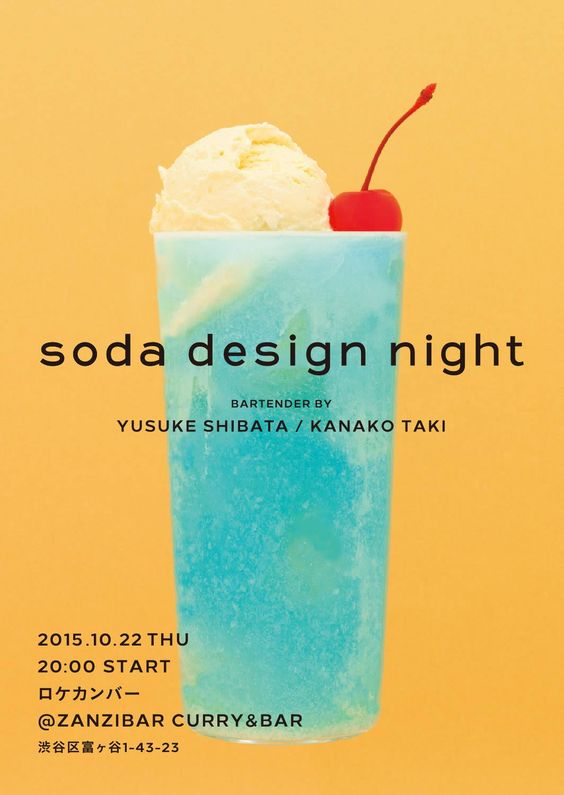 soda design night
BARTENDER BY
YUSUKE SHIBATA / KANAKO TAKI
2015.10.22 THU
20:00 START
ロケカンバー
@ZANZIBAR CURRY&BAR
渋谷区富ヶ谷1-43-23